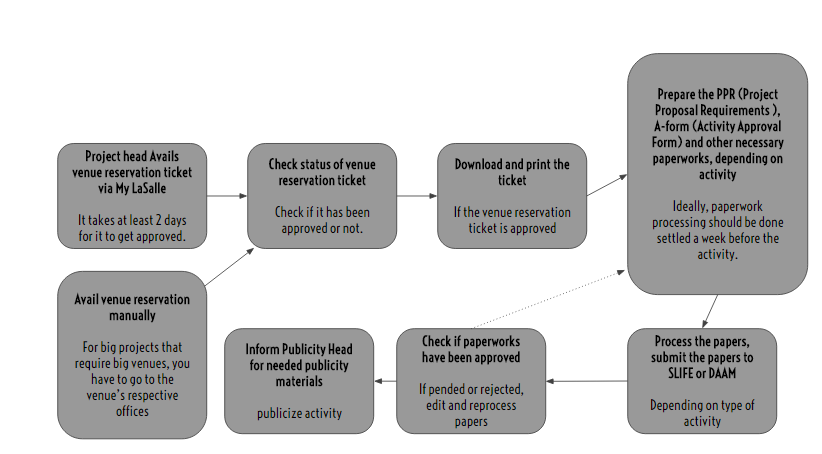 Project head Avails
venue reservation ticket
via My LaSalle
It takes at least 2 days
for it to get approved.
Check status of venue
reservation ticket
Check if it has been
approved or not.
Download and print the
ticket
If the venue reservation
ticket is approved
Prepare the PPR (Project
Proposal Requirements ),
A-form (Activity Approval
Form) and other necessary
paperworks, depending on
activity
Ideally, paperwork
processing should be done
settled a week before the
activity.
Avail venue reservation
manually
For big projects that
require big venues, you
have to go to the
venue's respective
offices
Inform Publicity Head
for needed publicity
materials
publicize activity
Check if paperworks
have been approved
If pended or rejected,
edit and reprocess
papers
Process the papers,
submit the papers to
SLIFE or DAAM
Depending on type of
activity